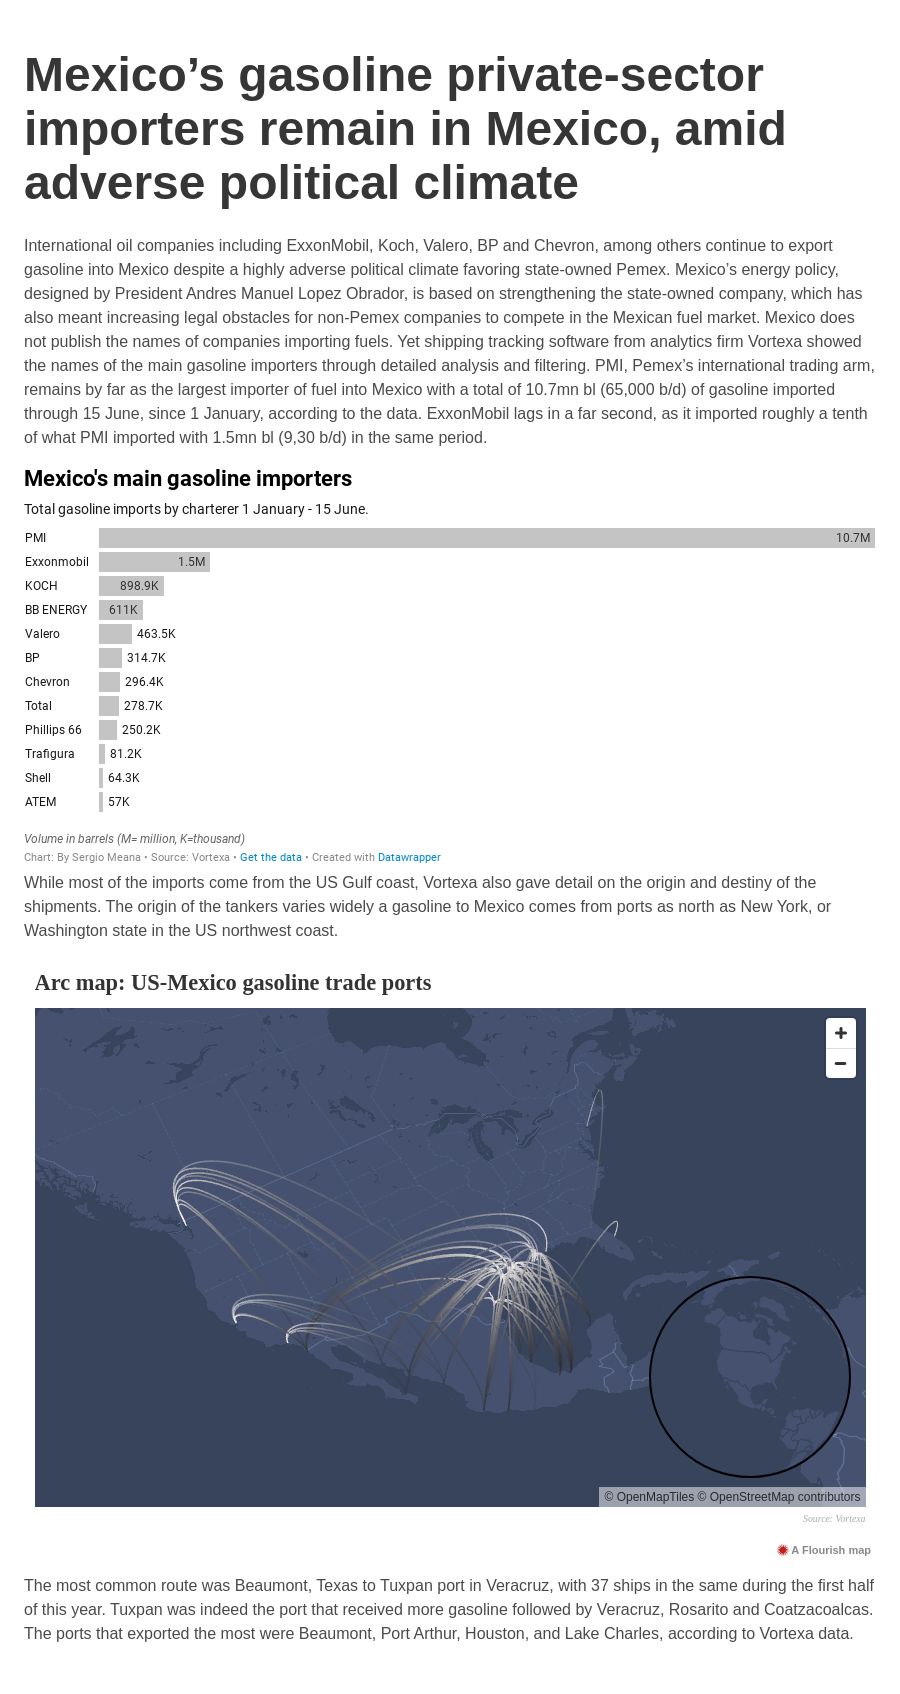 Mexico’s gasoline private-sector
importers remain in Mexico, amid
adverse political climate
International oil companies including ExxonMobil, Koch, Valero, BP and Chevron, among others continue to export
gasoline into Mexico despite a highly adverse political climate favoring state-owned Pemex. Mexico’s energy policy,
designed by President Andres Manuel Lopez Obrador, is based on strengthening the state-owned company, which has
also meant increasing legal obstacles for non-Pemex companies to compete in the Mexican fuel market. Mexico does
not publish the names of companies importing fuels. Yet shipping tracking software from analytics firm Vortexa showed
the names of the main gasoline importers through detailed analysis and filtering. PMI, Pemex’s international trading arm,
remains by far as the largest importer of fuel into Mexico with a total of 10.7mn bl (65,000 b/d) of gasoline imported
through 15 June, since 1 January, according to the data. ExxonMobil lags in a far second, as it imported roughly a tenth
of what PMI imported with 1.5mn bl (9,30 b/d) in the same period.
Mexico's main gasoline importers
Total gasoline imports by charterer 1 January - 15 June.
PMI 10.7M
Exxonmobil 1.5M
KOCH 898.9K
BB ENERGY 611K
Valero 463.5K
BP 314.7K
Chevron 296.4K
Total 278.7K
Phillips 66 250.2K
Trafigura 81.2K
Shell 64.3K
ATEM 57K
Volume in barrels (M= million, K=thousand)
Chart: By Sergio Meana • Source: Vortexa • Get the data • Created with Datawrapper
While most of the imports come from the US Gulf coast, Vortexa also gave detail on the origin and destiny of the
shipments. The origin of the tankers varies widely a gasoline to Mexico comes from ports as north as New York, or
Washington state in the US northwest coast.
Arc map: US-Mexico gasoline trade ports
© OpenMapTiles © OpenStreetMap contributors
Source: Vortexa
A Flourish map
The most common route was Beaumont, Texas to Tuxpan port in Veracruz, with 37 ships in the same during the first half
of this year. Tuxpan was indeed the port that received more gasoline followed by Veracruz, Rosarito and Coatzacoalcas.
The ports that exported the most were Beaumont, Port Arthur, Houston, and Lake Charles, according to Vortexa data.